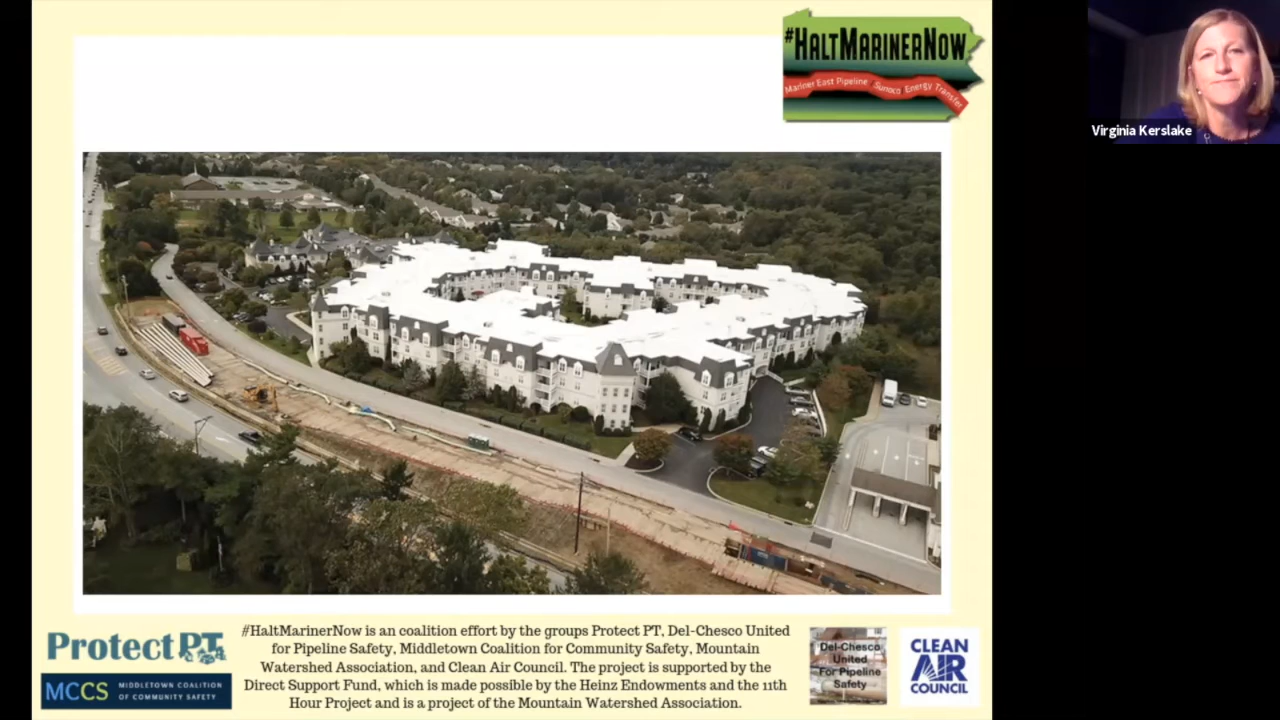 #HALTMARINERNOW
Mariner East Pipeline - Sunoco/Energy Transfer
Virginia Kerslake
Protect PT
MCCS MIDDLETOWN COALITION
OF COMMUNITY SAFETY
#HaltMarinerNow is an coalition effort by the groups Protect PT, Del-Chesco United
for Pipeline Safety, Middletown Coalition for Community Safety, Mountain
Watershed Association, and Clean Air Council. The project is supported by the
Direct Support Fund, which is made possible by the Heinz Endowments and the 11th
Hour Project and is a project of the Mountain Watershed Association.
Del-Chesco
United
For Pipeline
Safety
CLEAN
AIR
COUNCIL